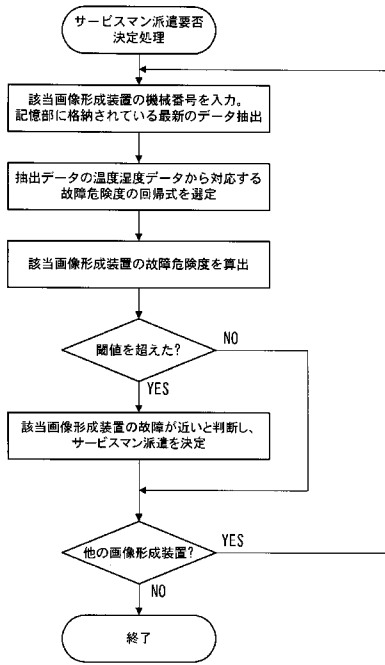 サービスマン派遣要否
決定処理
該当画像形成装置の機械番号を入力。
記憶部に格納されている最新のデータ抽出
抽出データの温度湿度データから対応する
故障危険度の回帰式を選定
該当画像形成装置の故障危険度を算出
閾値を超えた?
NO
YES
該当画像形成装置の故障が近いと判断し、
サービスマン派遣を決定
他の画像形成装置?
YES
NO
終了